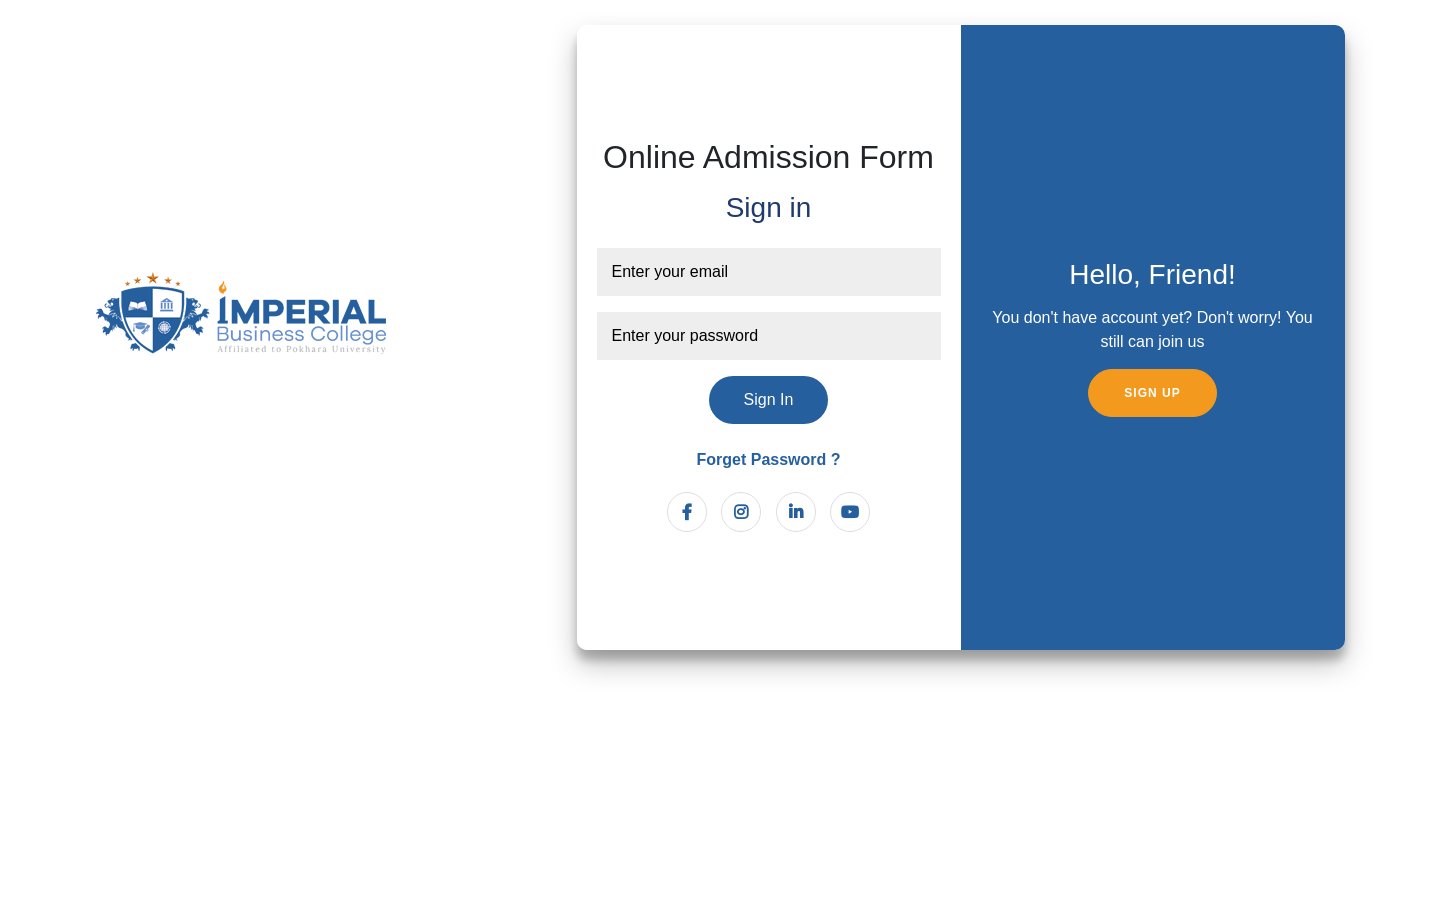 IMPERIAL
Business College
Affiliated to Pokhara University
Online Admission Form
Sign in
Enter your email
Enter your password
Sign In
Forget Password ?
Hello, Friend!
You don't have account yet? Don't worry! You
still can join us
SIGN UP